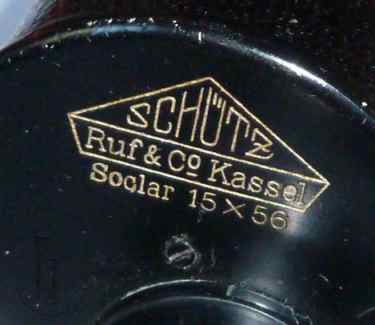 SCHÜTZ
Ruf & Co Kassel
Soclar 15 × 56